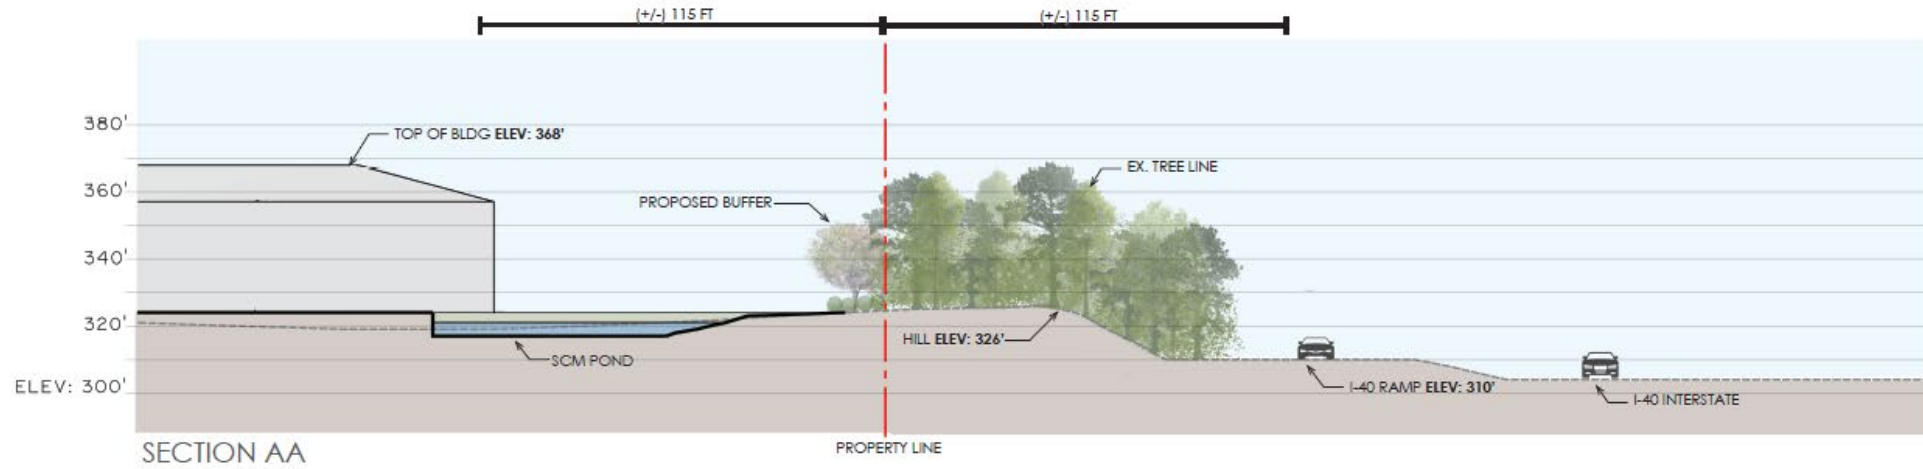 (+/-) 115 FT
(+/-) 115 FT
380'
TOP OF BLDG ELEV: 368'
EX. TREE LINE
360'
PROPOSED BUFFER
340'
320'
HILL ELEV: 326'
SCM POND
ELEV: 300'
I-40 RAMP ELEV: 310'
I-40 INTERSTATE
PROPERTY LINE
SECTION AA